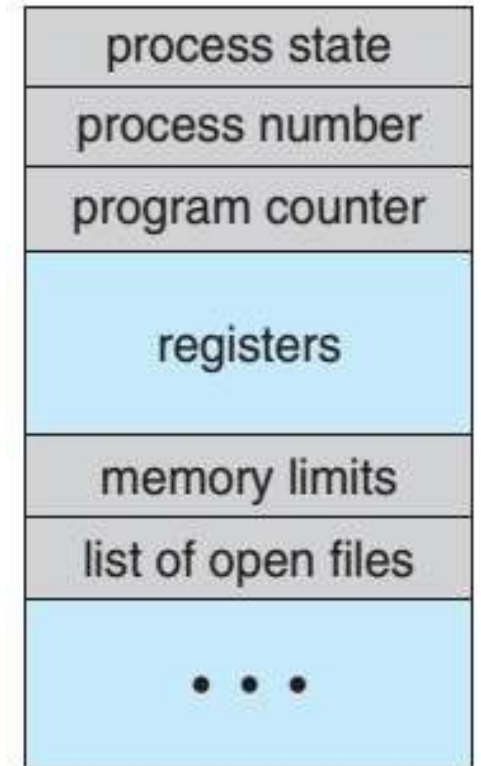 process state
process number
program counter
registers
memory limits
list of open files
• • •